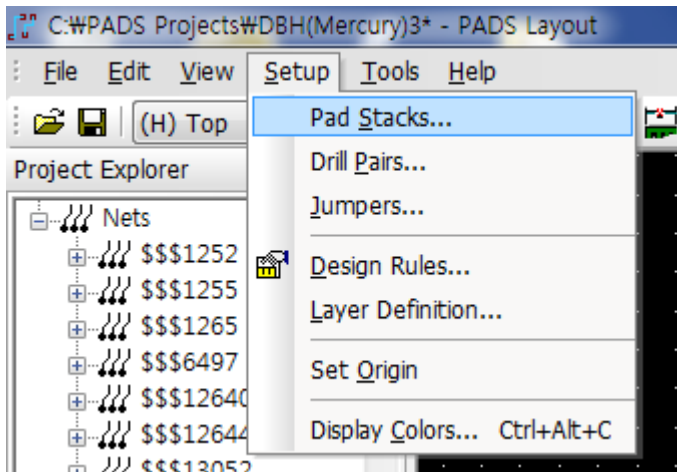 C:₩PADS Projects₩DBH(Mercury)3* - PADS Layout
File Edit View Setup Tools Help
(H) Top
Pad Stacks...
Project Explorer
Drill Pairs...
Jumpers...
Nets
$$$1252
Design Rules...
$$$1255
Layer Definition...
$$$1265
$$$6497
Set Origin
$$$12640
$$$12644
Display Colors... Ctrl+Alt+C
$$$13052